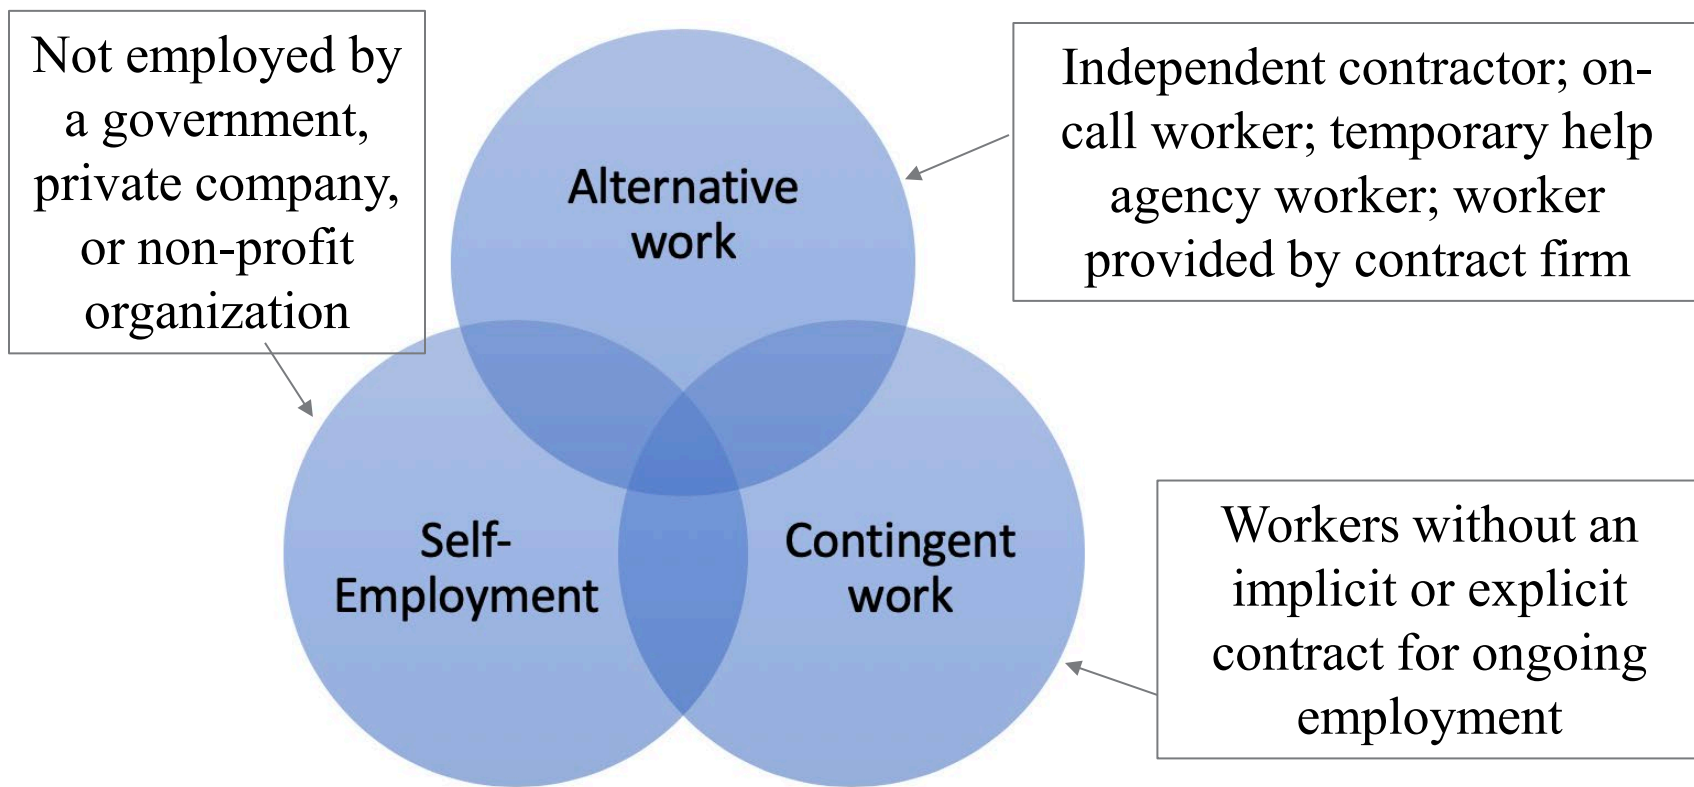 Not employed by
a government,
private company,
or non-profit
organization
Independent contractor; on-
call worker; temporary help
agency worker; worker
provided by contract firm
Alternative
work
Self-
Employment
Contingent
work
Workers without an
implicit or explicit
contract for ongoing
employment